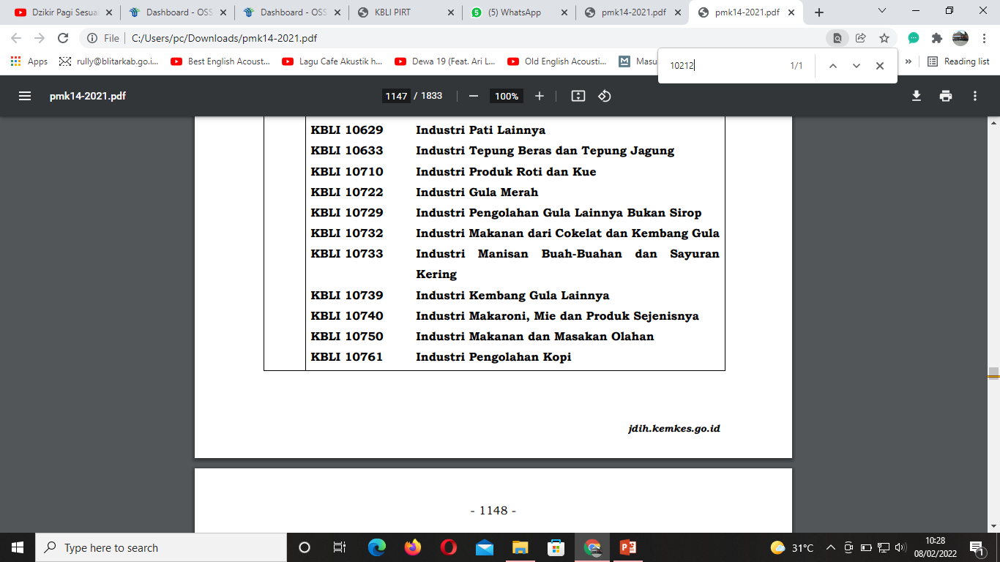 Dzikir Pagi Sesua
Dashboard - OSS
Dashboard - OSS
KBLI PIRT
5
(5) WhatsApp
pmk14-2021.pdf
pmk14-2021.pdf
File
C:/Users/pc/Downloads/pmk14-2021.pdf
Apps
rully@blitarkab.go.i...
Best English Acoust...
Lagu Cafe Akustik h...
Dewa 19 (Feat. Ari L...
Old English Acousti...
Masu
»
Reading list
10212
1/1
pmk14-2021.pdf
1147 / 1833
100%
KBLI 10629 Industri Pati Lainnya
KBLI 10633 Industri Tepung Beras dan Tepung Jagung
KBLI 10710 Industri Produk Roti dan Kue
KBLI 10722 Industri Gula Merah
KBLI 10729 Industri Pengolahan Gula Lainnya Bukan Sirop
KBLI 10732 Industri Makanan dari Cokelat dan Kembang Gula
KBLI 10733 Industri Manisan Buah-Buahan dan Sayuran
Kering
KBLI 10739 Industri Kembang Gula Lainnya
KBLI 10740 Industri Makaroni, Mie dan Produk Sejenisnya
KBLI 10750 Industri Makanan dan Masakan Olahan
KBLI 10761 Industri Pengolahan Kopi
jdih.kemkes.go.id
- 1148 -
Type here to search
31°C
10:28
08/02/2022
1